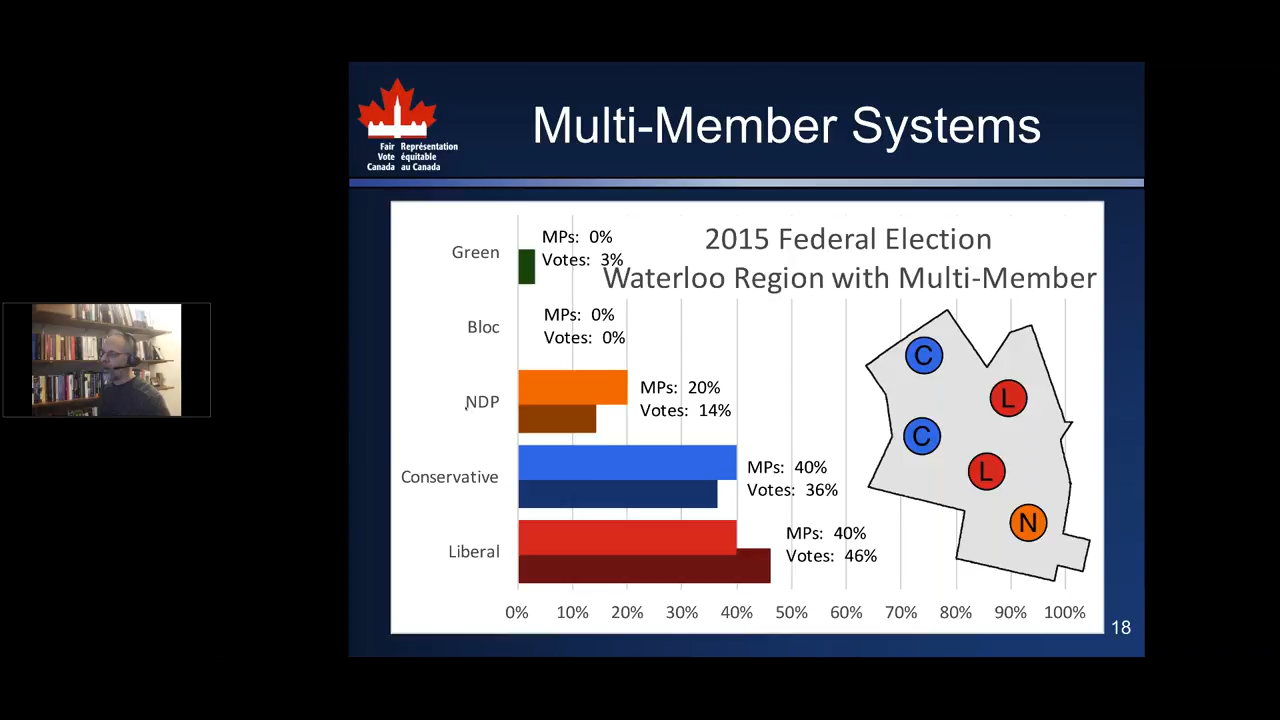 Multi-Member Systems
Fair Représentation
Vote équitable
Canada au Canada
2015 Federal Election
Waterloo Region with Multi-Member
Green
MPs: 0%
Votes: 3%
Bloc
MPs: 0%
Votes: 0%
NDP
MPs: 20%
Votes: 14%
Conservative
MPs: 40%
Votes: 36%
Liberal
MPs: 40%
Votes: 46%
C
L
C
L
N
0% 10% 20% 30% 40% 50% 60% 70% 80% 90% 100%
18